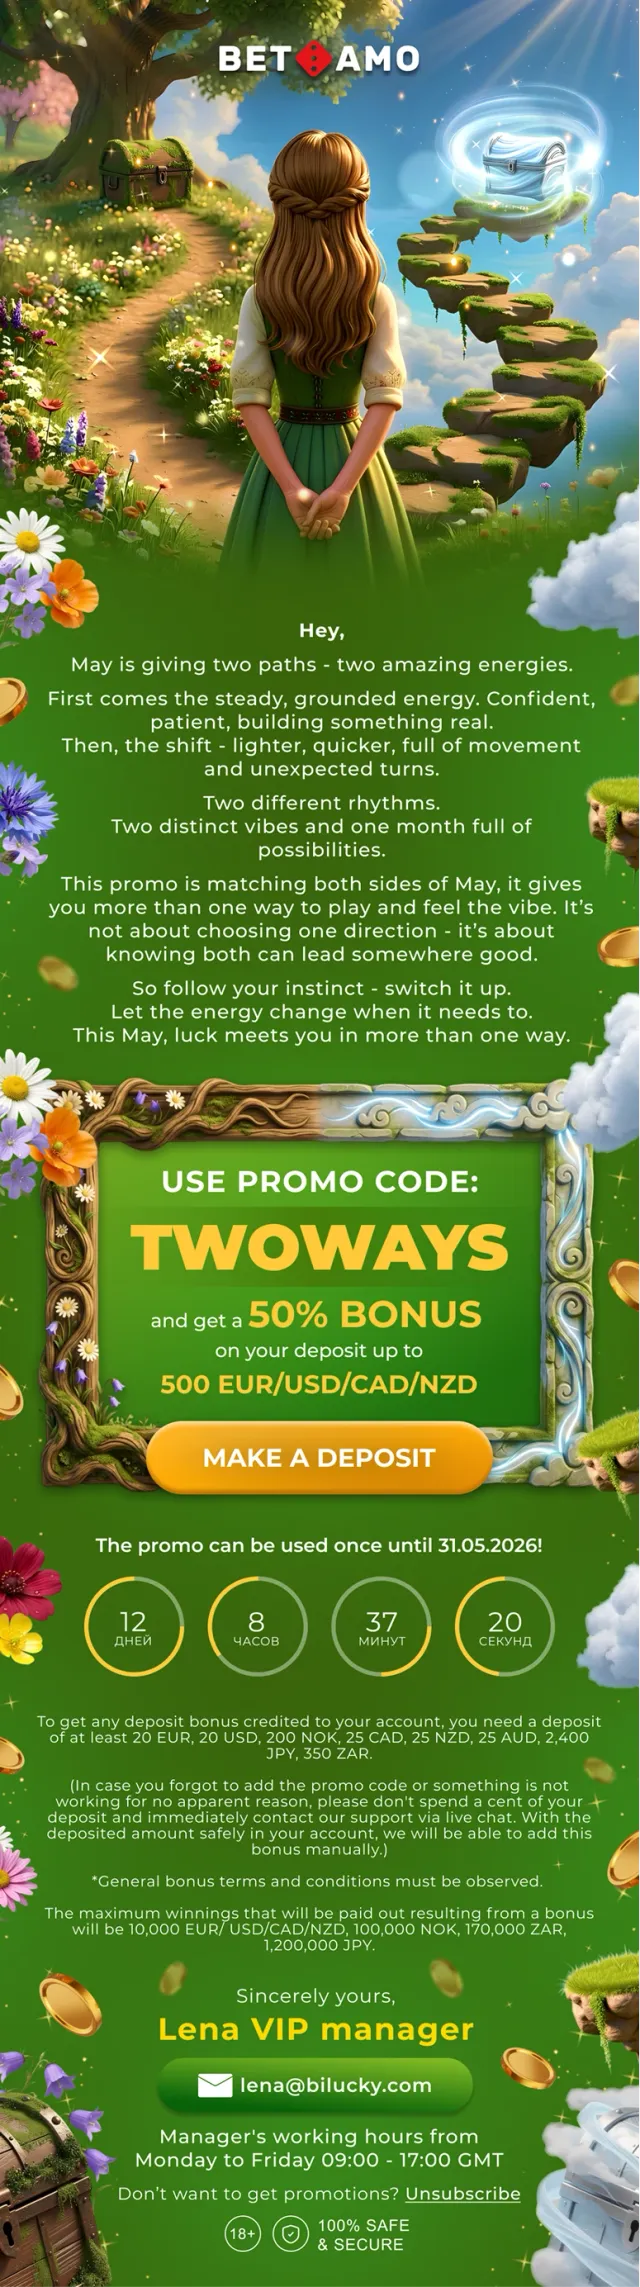 BET AMO
Hey,
May is giving two paths - two amazing energies.
First comes the steady, grounded energy. Confident,
patient, building something real.
Then, the shift - lighter, quicker, full of movement
and unexpected turns.
Two different rhythms.
Two distinct vibes and one month full of
possibilities.
This promo is matching both sides of May, it gives
you more than one way to play and feel the vibe. It's
not about choosing one direction - it's about
knowing both can lead somewhere good.
So follow your instinct - switch it up.
Let the energy change when it needs to.
This May, luck meets you in more than one way.
USE PROMO CODE:
TWOWAYS
and get a 50% BONUS
on your deposit up to
500 EUR/USD/CAD/NZD
MAKE A DEPOSIT
The promo can be used once until 31.05.2026!
12 8 37 20
ДНЕЙ ЧАСОВ МИНУТ СЕКУНД
To get any deposit bonus credited to your account, you need a deposit
of at least 20 EUR, 20 USD, 200 NOK, 25 CAD, 25 NZD, 25 AUD, 2,400
JPY, 350 ZAR.
(In case you forgot to add the promo code or something is not
working for no apparent reason, please don't spend a cent of your
deposit and immediately contact our support via live chat. With the
deposited amount safely in your account, we will be able to add this
bonus manually.)
*General bonus terms and conditions must be observed.
The maximum winnings that will be paid out resulting from a bonus
will be 10,000 EUR/ USD/CAD/NZD, 100,000 NOK, 170,000 ZAR,
1,200,000 JPY.
Sincerely yours,
Lena VIP manager
lena@bilucky.com
Manager's working hours from
Monday to Friday 09:00 - 17:00 GMT
Don't want to get promotions? Unsubscribe
18+ 100% SAFE
& SECURE